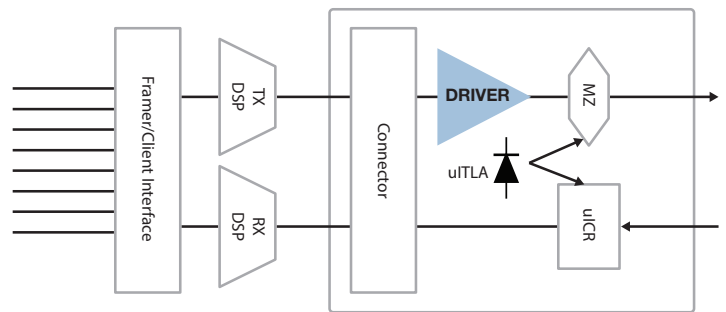 Framer/Client Interface
TX
DSP
RX
DSP
Connector
DRIVER
MZ
uITLA
uICR